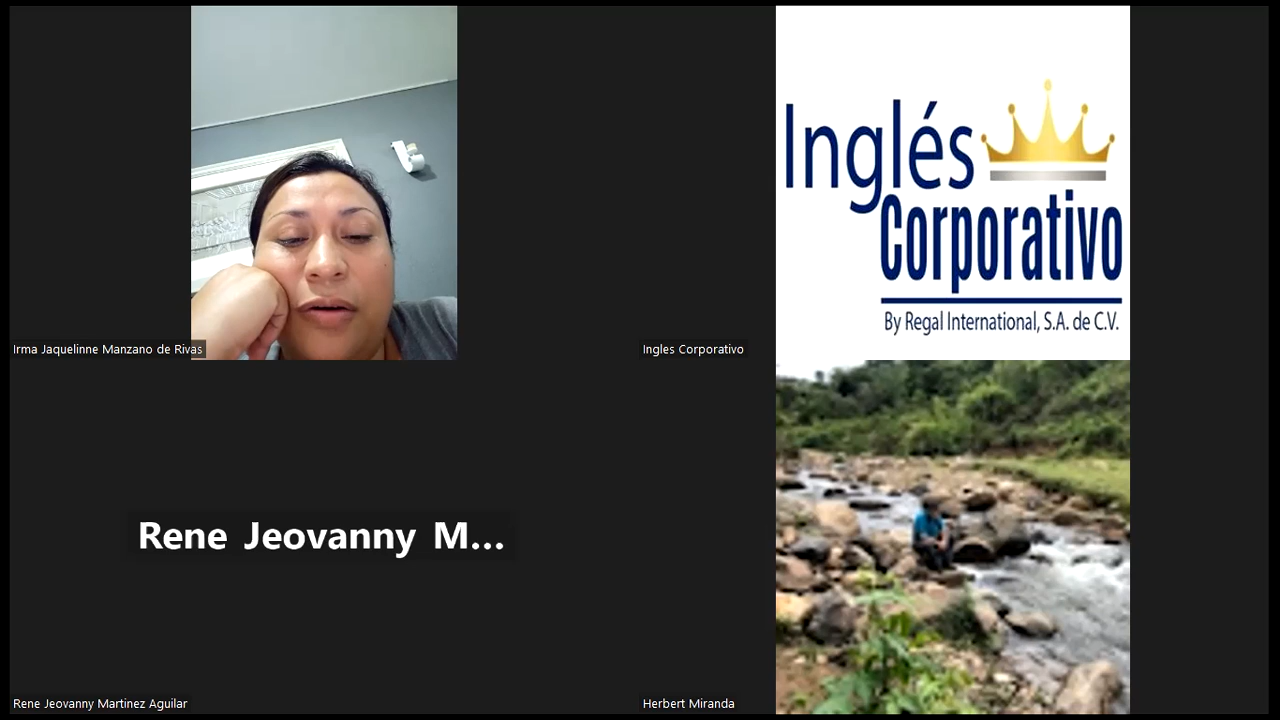 Inglés
Corporativo
By Regal International, S.A. de C.V.
Irma Jaquelinne Manzano de Rivas
Ingles Corporativo
Rene Jeovanny M...
Rene Jeovanny Martinez Aguilar
Herbert Miranda